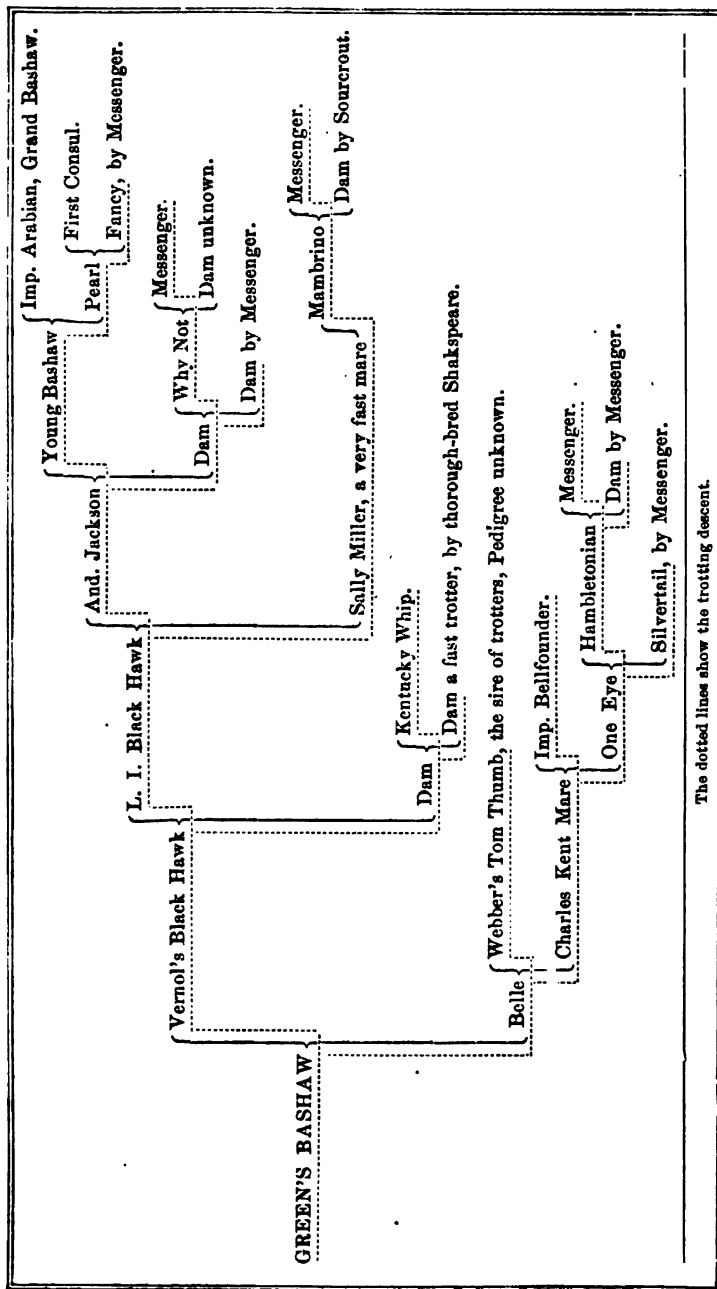 Imp. Arabian, Grand Bashaw.
Young Bashaw
First Consul.
Pearl
Fancy, by Messenger.
And. Jackson
Messenger.
Why Not
Dam unknown.
Dam
Dam by Messenger.
L. I. Black Hawk
Messenger.
Mambrino
Dam by Sourcrout.
Sally Miller, a very fast mare
Vernol's Black Hawk
Kentucky Whip.
Dam
Dam a fast trotter, by thorough-bred Shakspeare.
GREEN'S BASHAW
Webber's Tom Thumb, the sire of trotters, Pedigree unknown.
Belle
Imp. Bellfounder.
Charles Kent Mare
Messenger.
Hambletonian
Dam by Messenger.
One Eye
Silvertail, by Messenger.
The dotted lines show the trotting descent.